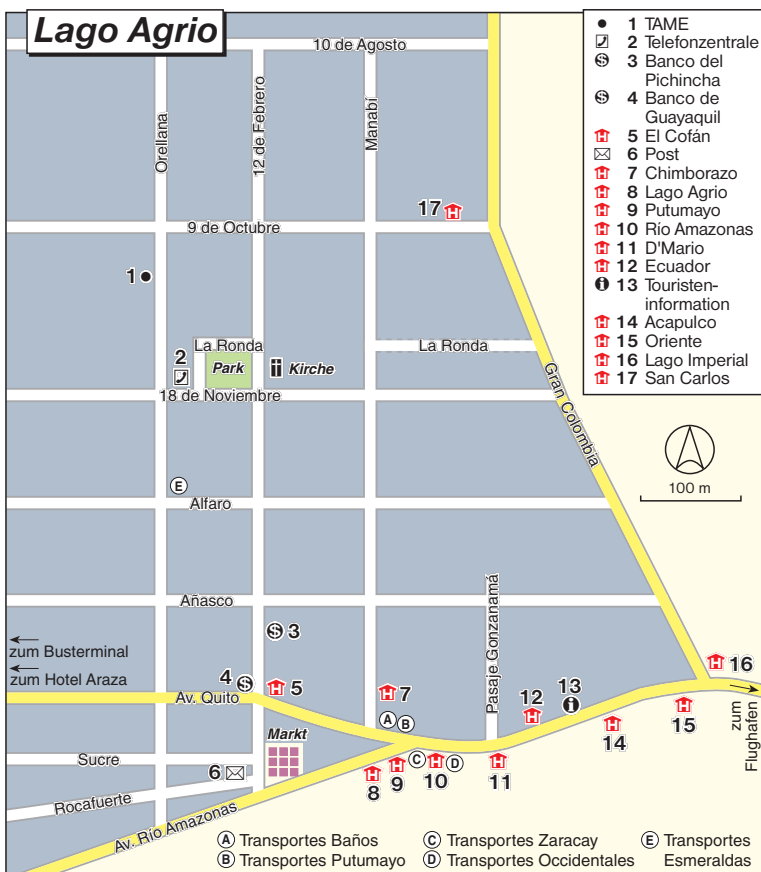 Lago Agrio
10 de Agosto
Orellana
12 de Febrero
Manabí
17
9 de Octubre
1
La Ronda
La Ronda
2
Park
Kirche
18 de Noviembre
Gran Colombia
E
Alfaro
100 m
Añasco
Pasaje Gonzanamá
zum Busterminal
3
zum Hotel Araza
4
5
7
16
Av. Quito
12
13
A
B
14
15
zum
Flughafen
Markt
Sucre
6
C
D
8
9
10
11
Rocafuerte
Av. Río Amazonas
1 TAME
2 Telefonzentrale
3 Banco del
Pichincha
4 Banco de
Guayaquil
5 El Cofán
6 Post
7 Chimborazo
8 Lago Agrio
9 Putumayo
10 Río Amazonas
11 D'Mario
12 Ecuador
13 Touristen-
information
14 Acapulco
15 Oriente
16 Lago Imperial
17 San Carlos
A Transportes Baños
B Transportes Putumayo
C Transportes Zaracay
D Transportes Occidentales
E Transportes
Esmeraldas